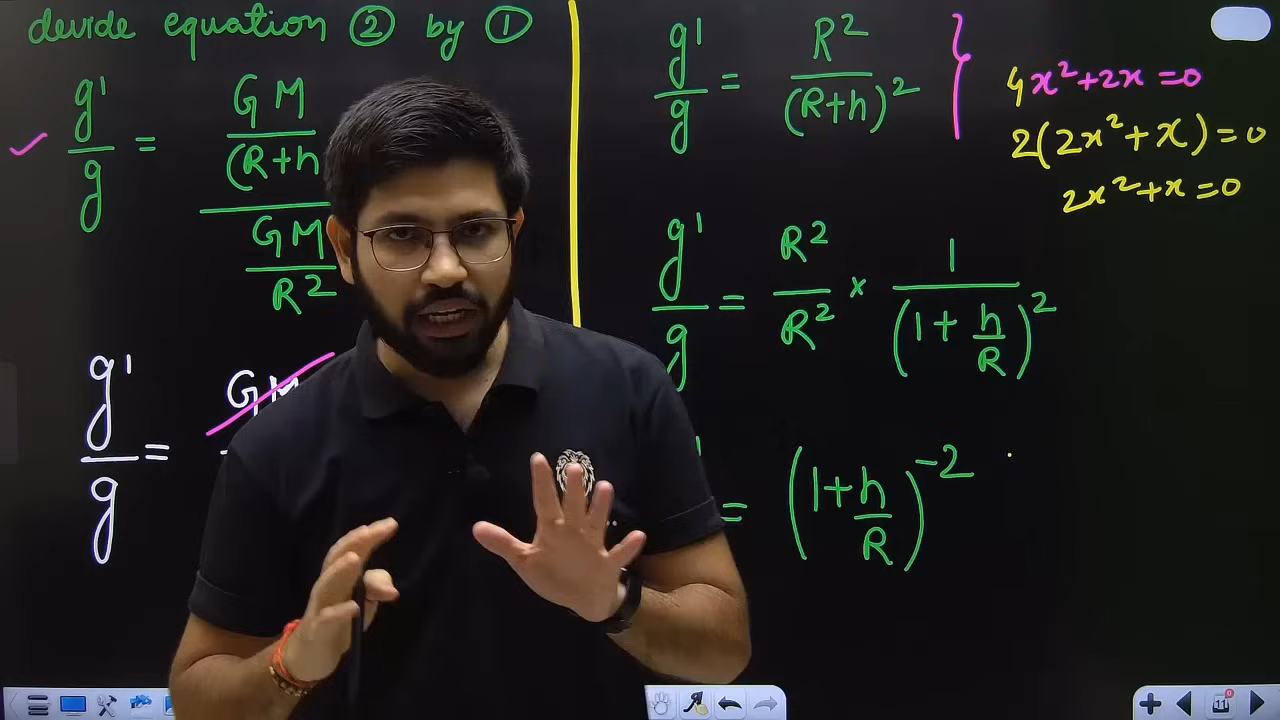 devide equation ② by ①
g'/g = GM/(R+h / GM/R²
g'/g = GM
g'/g = R²/(R+h)²
g'/g = R²/R² × 1/(1+h/R)²
= (1+h/R)⁻²
4x²+2x=0
2(2x²+x)=0
2x²+x=0
11